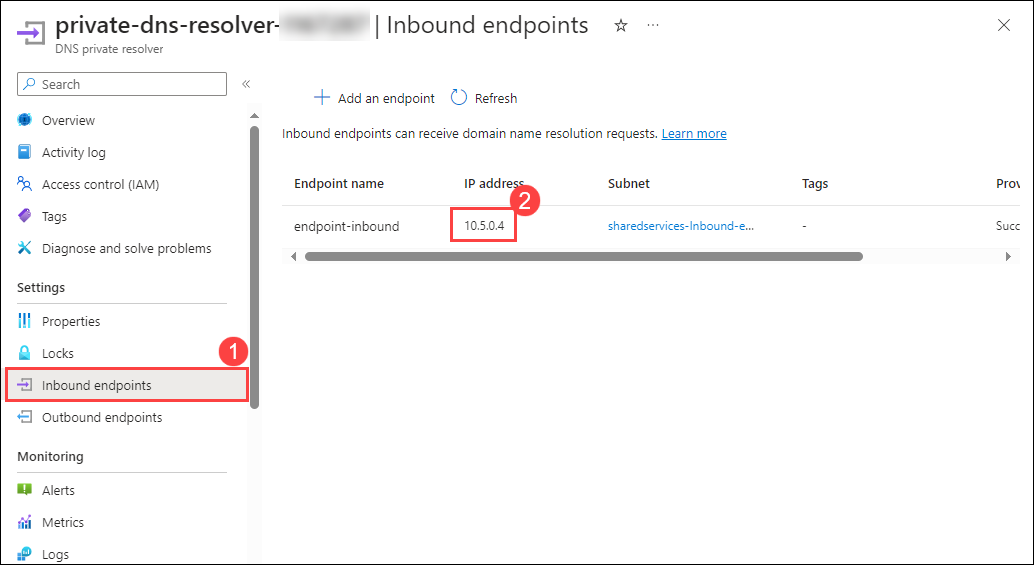 private-dns-resolver- | Inbound endpoints
DNS private resolver
Search
Overview
Activity log
Access control (IAM)
Tags
Diagnose and solve problems
Settings
Properties
Locks
1
Inbound endpoints
Outbound endpoints
Monitoring
Alerts
Metrics
Logs
Add an endpoint Refresh
Inbound endpoints can receive domain name resolution requests. Learn more
Endpoint name IP address Subnet Tags Prov
2
endpoint-inbound 10.5.0.4 sharedservices-Inbound-e... - Succ